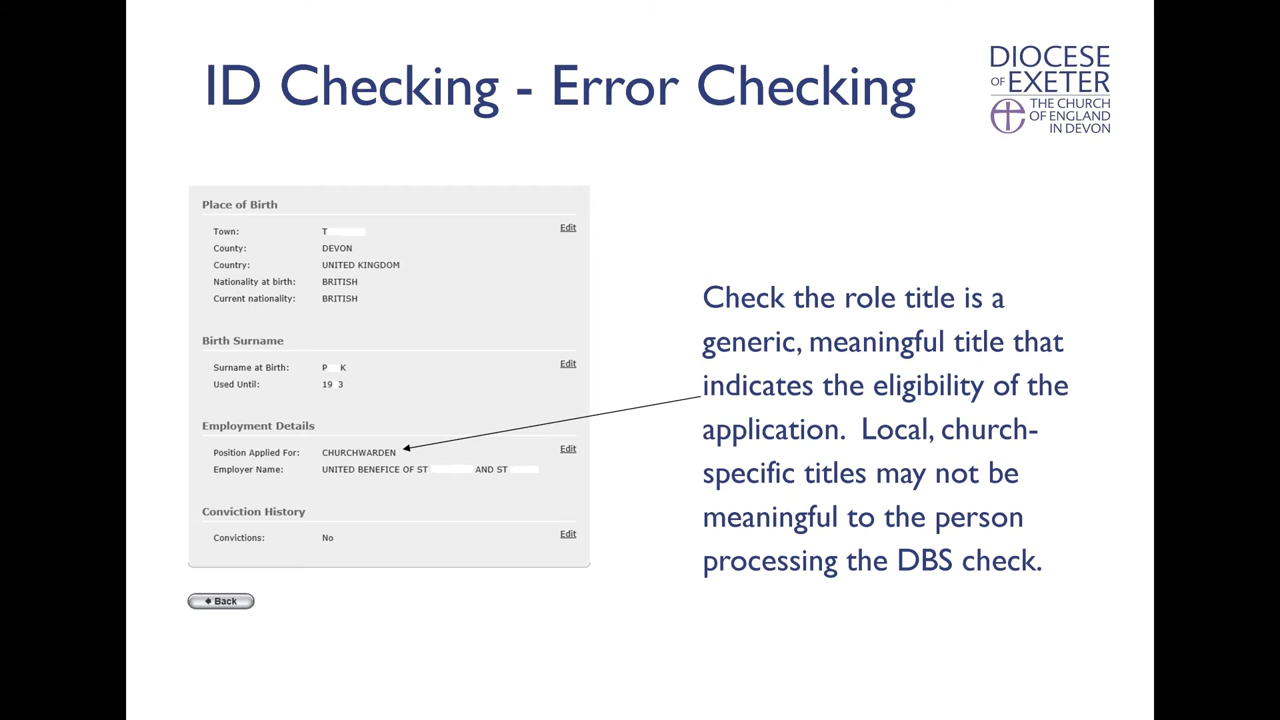 ID Checking - Error Checking
DIOCESE
OF EXETER
THE CHURCH
OF ENGLAND
IN DEVON
Place of Birth
Edit
Town: T
County: DEVON
Country: UNITED KINGDOM
Nationality at birth: BRITISH
Current nationality: BRITISH
Birth Surname
Edit
Surname at Birth: P K
Used Until: 19 3
Employment Details
Edit
Position Applied For: CHURCHWARDEN
Employer Name: UNITED BENEFICE OF ST AND ST
Conviction History
Edit
Convictions: No
Back
Check the role title is a
generic, meaningful title that
indicates the eligibility of the
application. Local, church-
specific titles may not be
meaningful to the person
processing the DBS check.